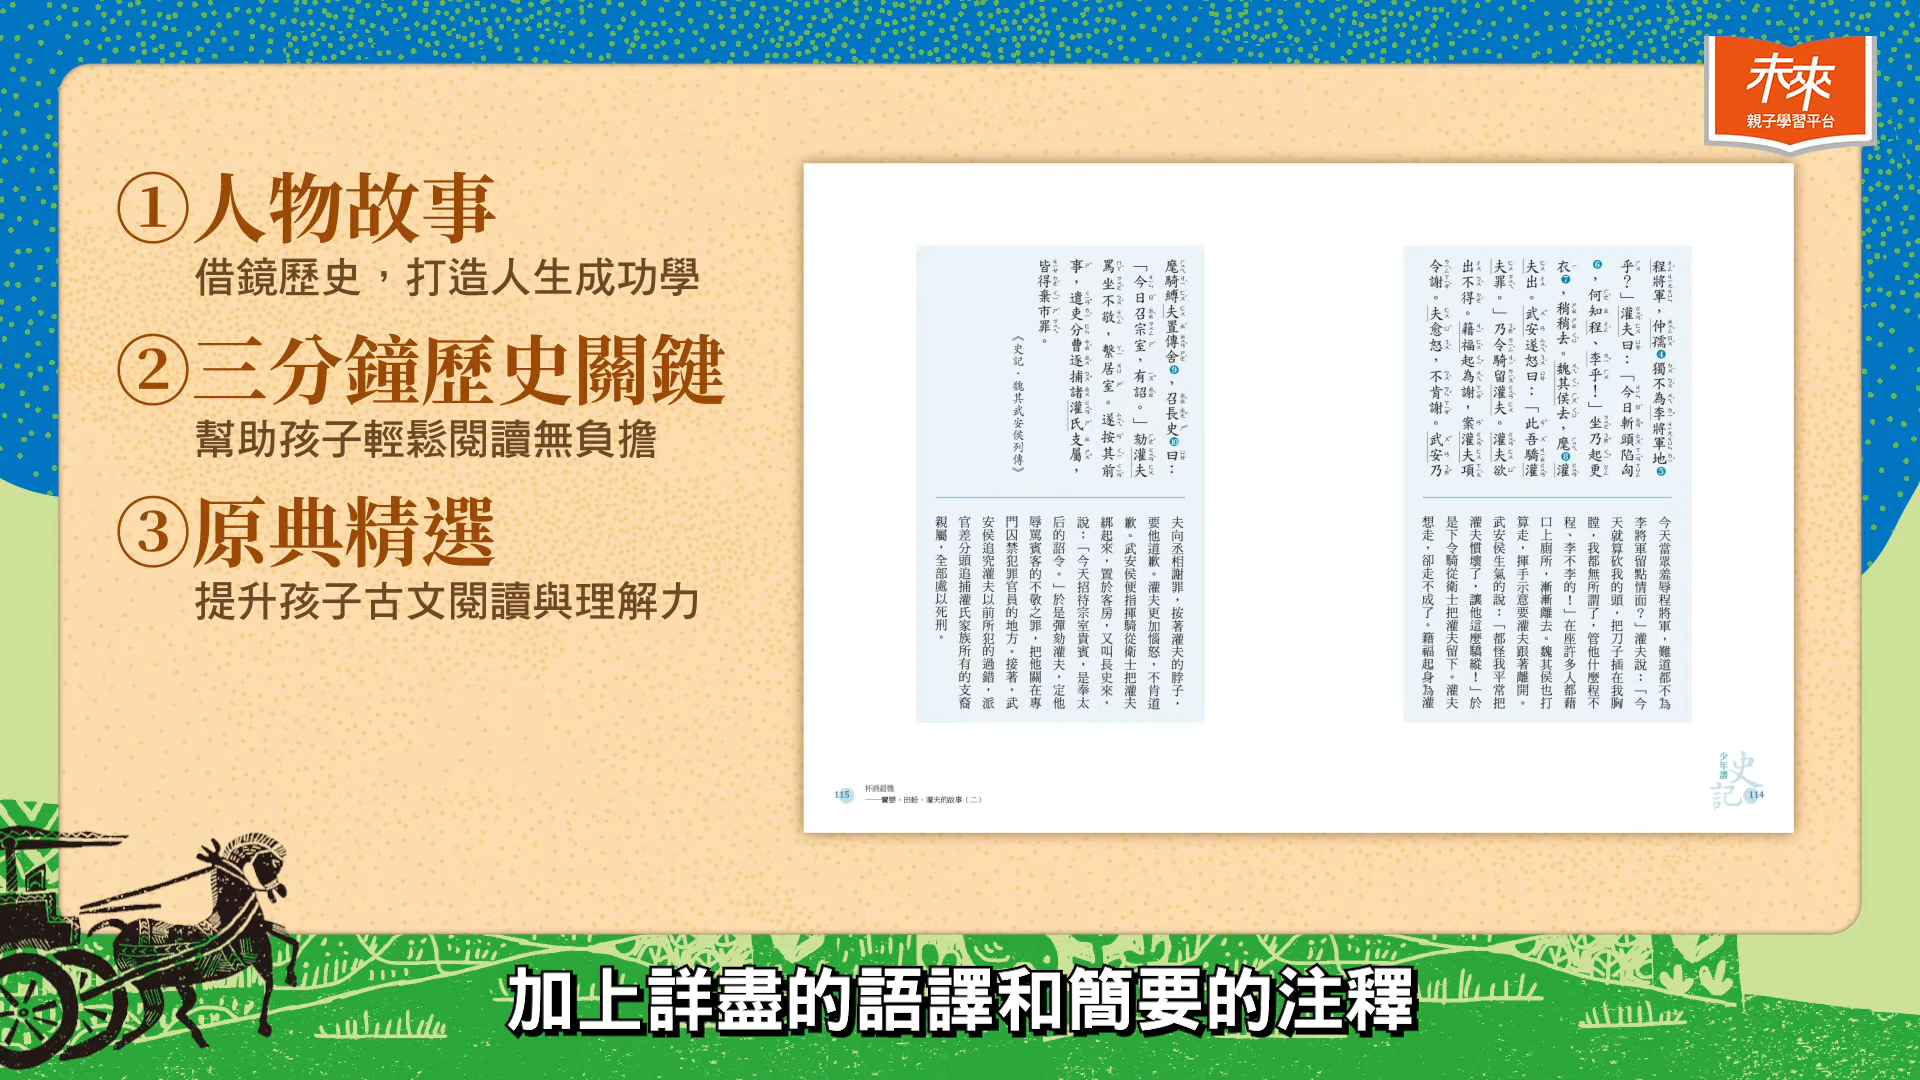 未來
親子學習平台
①人物故事
借鏡歷史，打造人生成功學
②三分鐘歷史關鍵
幫助孩子輕鬆閱讀無負擔
③原典精選
提升孩子古文閱讀與理解力
程將軍，仲孺❹獨不為李將軍地❺
乎？」灌夫曰：「今日斬頭陷匈
❻，何知程、李乎！」坐乃起更
衣❼，稍稍去。魏其侯去，麾❽灌
夫出。武安遂怒曰：「此吾驕灌
夫罪。」乃令騎留灌夫。灌夫欲
出不得。籍福起為謝，案灌夫項
令謝。夫愈怒，不肯謝。武安乃
今天當眾羞辱程將軍，難道都不為
李將軍留點情面？」灌夫說：「今
天就算砍我的頭，把刀子插在我胸
膛，我都無所謂了，管他什麼程不
程、李不李的！」在座許多人都藉
口上廁所，漸漸離去。魏其侯也打
算走，揮手示意要灌夫跟著離開。
武安侯生氣的說：「都怪我平常把
灌夫慣壞了，讓他這麼驕縱！」於
是下令騎從衛士把灌夫留下。灌夫
想走，卻走不成了。籍福起身為灌
少年讀
史記
114
麾騎縛夫置傳舍❾，召長史❿曰：
「今日召宗室，有詔。」劾灌夫
罵坐不敬，繫居室。遂按其前
事，遣吏分曹逐捕諸灌氏支屬，
皆得棄市罪。
《史記．魏其武安侯列傳》
夫向丞相謝罪，按著灌夫的脖子，
要他道歉。灌夫更加惱怒，不肯道
歉。武安侯便指揮騎從衛士把灌夫
綁起來，置於客房，又叫長史來，
說：「今天招待宗室貴賓，是奉太
后的詔令。」於是彈劾灌夫，定他
辱罵賓客的不敬之罪，把他關在專
門囚禁犯罪官員的地方。接著，武
安侯追究灌夫以前所犯的過錯，派
官差分頭追捕灌氏家族所有的支裔
親屬，全部處以死刑。
115
杯酒觀機
——竇嬰、田蚡、灌夫的故事（二）
加上詳盡的語譯和簡要的注釋